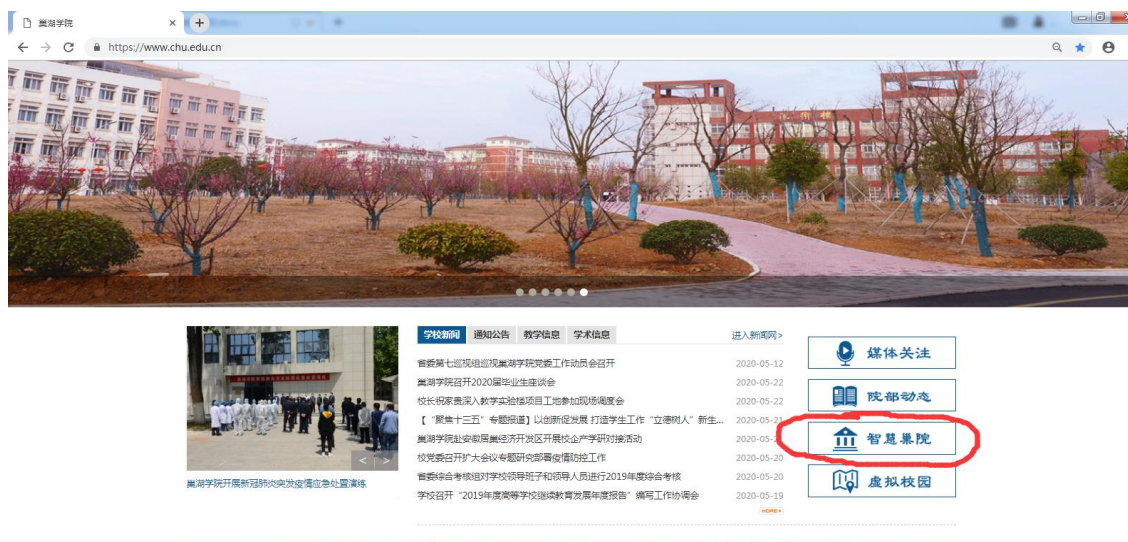 巢湖学院
https://www.chu.edu.cn
学校新闻 通知公告 教学信息 学术信息 进入新闻网>
省委第七巡视组巡视巢湖学院党委工作动员会召开 2020-05-12
巢湖学院召开2020届毕业生座谈会 2020-05-22
校长祝家贵深入教学实验楼项目工地参加现场调度会 2020-05-22
【“聚焦十三五”专题报道】以创新促发展 打造学生工作“立德树人”新生... 2020-05-21
巢湖学院赴安徽居巢经济开发区开展校企产学研对接活动 2020-05-2
校党委召开扩大会议专题研究部署疫情防控工作 2020-05-20
省委综合考核组对学校领导班子和领导人员进行2019年度综合考核 2020-05-20
学校召开“2019年度高等学校继续教育发展年度报告”编写工作协调会 2020-05-19
HOME
巢湖学院开展新冠肺炎突发疫情应急处置演练
媒体关注
院部动态
智慧巢院
虚拟校园